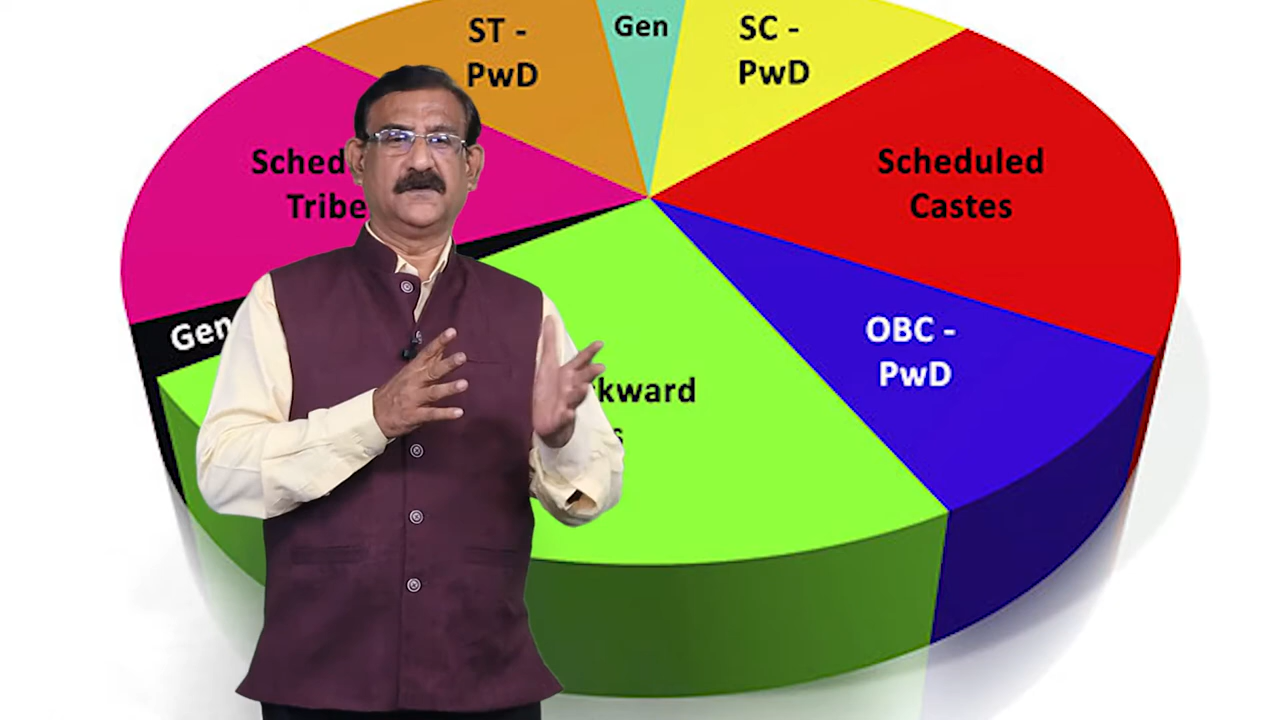 ST -
PwD
Gen
SC -
PwD
Sched
Tribe
Scheduled
Castes
Gen
OBC -
PwD
kward
s